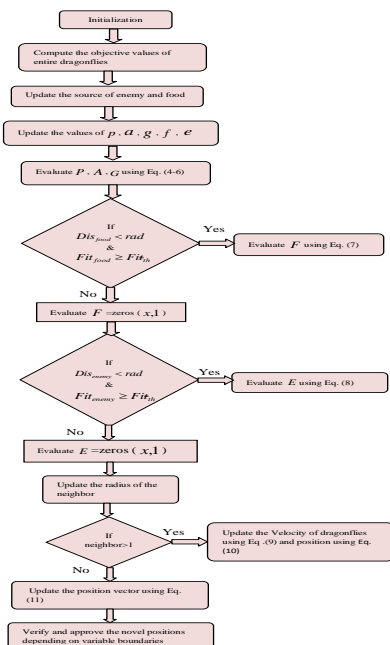 Initialization
Compute the objective values of
entire dragonflies
Update the source of enemy and food
Update the values of p . a . g . f . e
Evaluate P . A . G using Eq. (4-6)
If
Dis_food < rad
&
Fit_food ≥ Fit_th
Yes
Evaluate F using Eq. (7)
No
Evaluate F =zeros ( x,1 )
If
Dis_enemy < rad
&
Fit_enemy ≥ Fit_th
Yes
Evaluate E using Eq. (8)
No
Evaluate E =zeros ( x,1 )
Update the radius of the
neighbor
If
neighbor>1
Yes
Update the Velocity of dragonflies
using Eq .(9) and position using Eq.
(10)
No
Update the position vector using Eq.
(11)
Verify and approve the novel positions
depending on variable boundaries